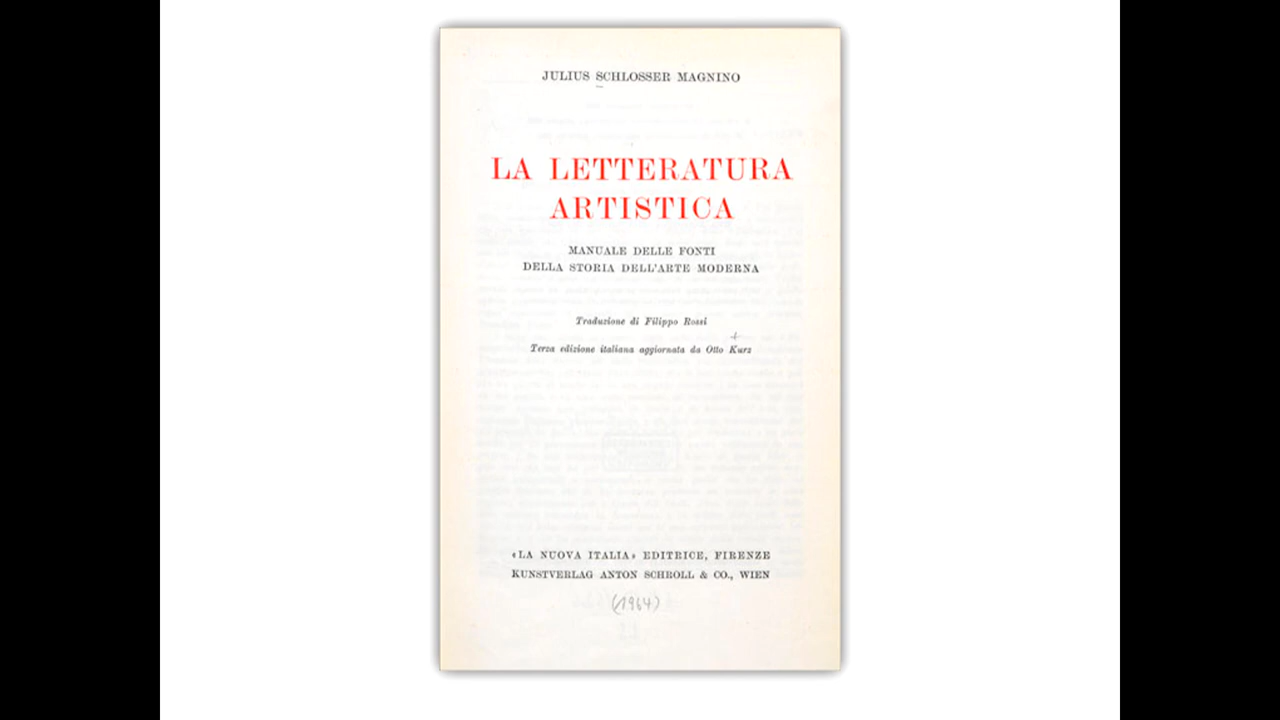 JULIUS SCHLOSSER MAGNINO
LA LETTERATURA
ARTISTICA
MANUALE DELLE FONTI
DELLA STORIA DELL'ARTE MODERNA
Traduzione di Filippo Rossi
Terza edizione italiana aggiornata da Otto Kurz
«LA NUOVA ITALIA» EDITRICE, FIRENZE
KUNSTVERLAG ANTON SCHROLL & CO., WIEN
(1964)